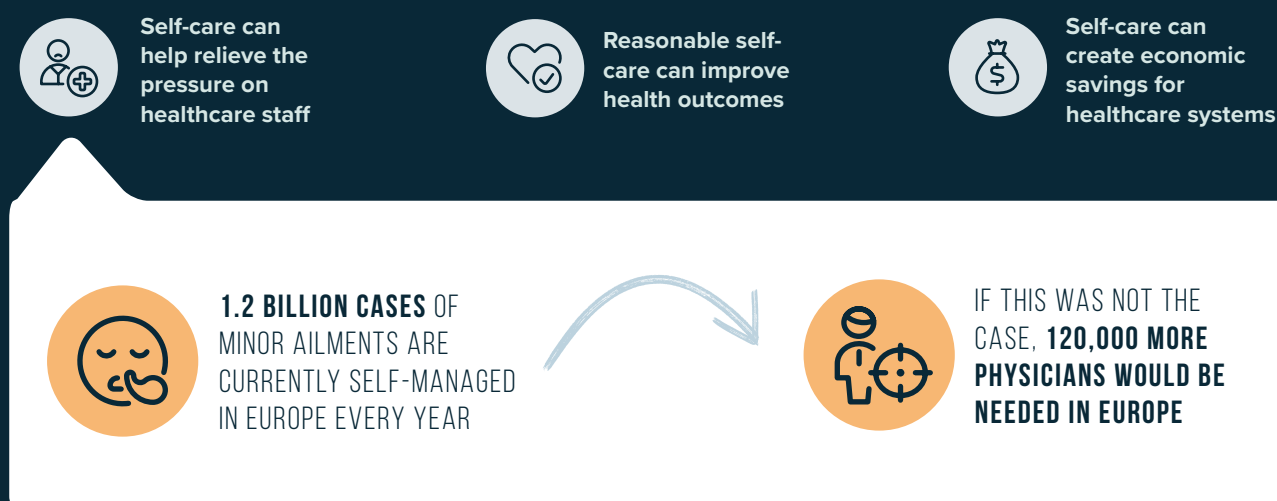 Self-care can
help relieve the
pressure on
healthcare staff
Reasonable self-
care can improve
health outcomes
Self-care can
create economic
savings for
healthcare systems
1.2 BILLION CASES OF
MINOR AILMENTS ARE
CURRENTLY SELF-MANAGED
IN EUROPE EVERY YEAR
IF THIS WAS NOT THE
CASE, 120,000 MORE
PHYSICIANS WOULD BE
NEEDED IN EUROPE